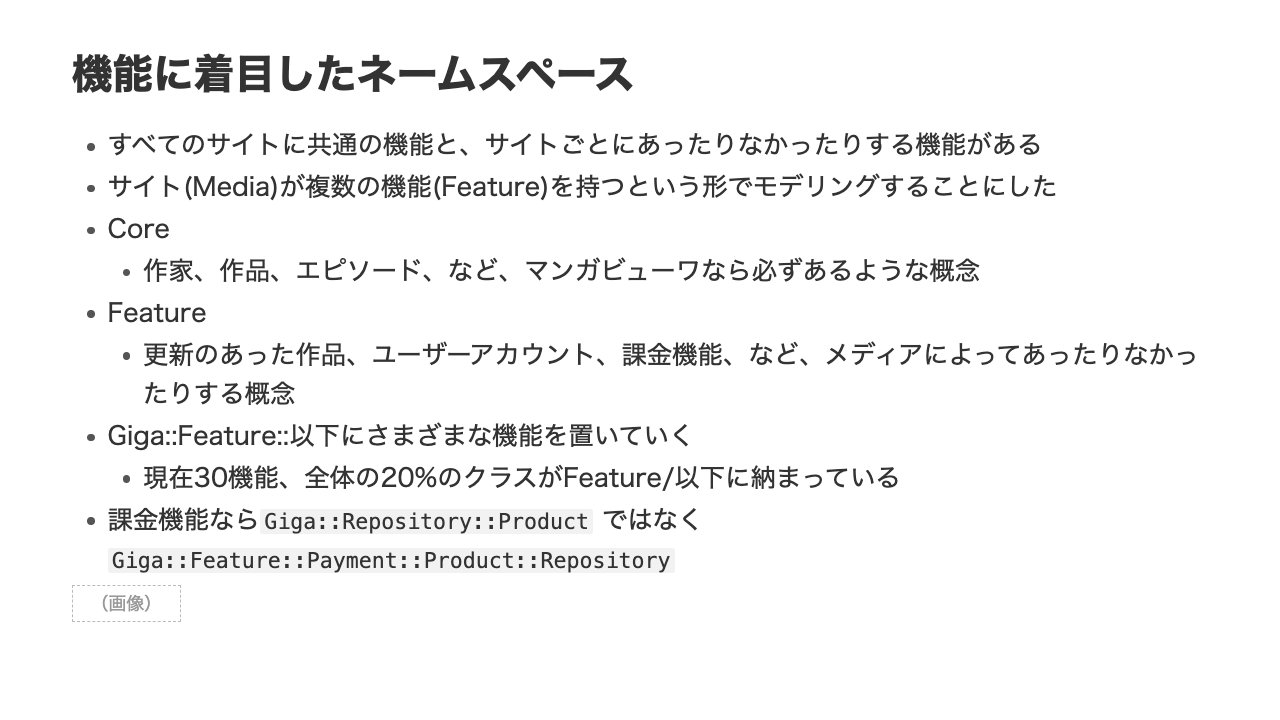 機能に着目したネームスペース
• すべてのサイトに共通の機能と、サイトごとにあったりなかったりする機能がある
• サイト(Media)が複数の機能(Feature)を持つという形でモデリングすることにした
• Core
• 作家、作品、エピソード、など、マンガビューワなら必ずあるような概念
• Feature
• 更新のあった作品、ユーザーアカウント、課金機能、など、メディアによってあったりなかっ
たりする概念
• Giga::Feature::以下にさまざまな機能を置いていく
• 現在30機能、全体の20%のクラスがFeature/以下に納まっている
• 課金機能なら Giga::Repository::Product ではなく
Giga::Feature::Payment::Product::Repository
（画像）